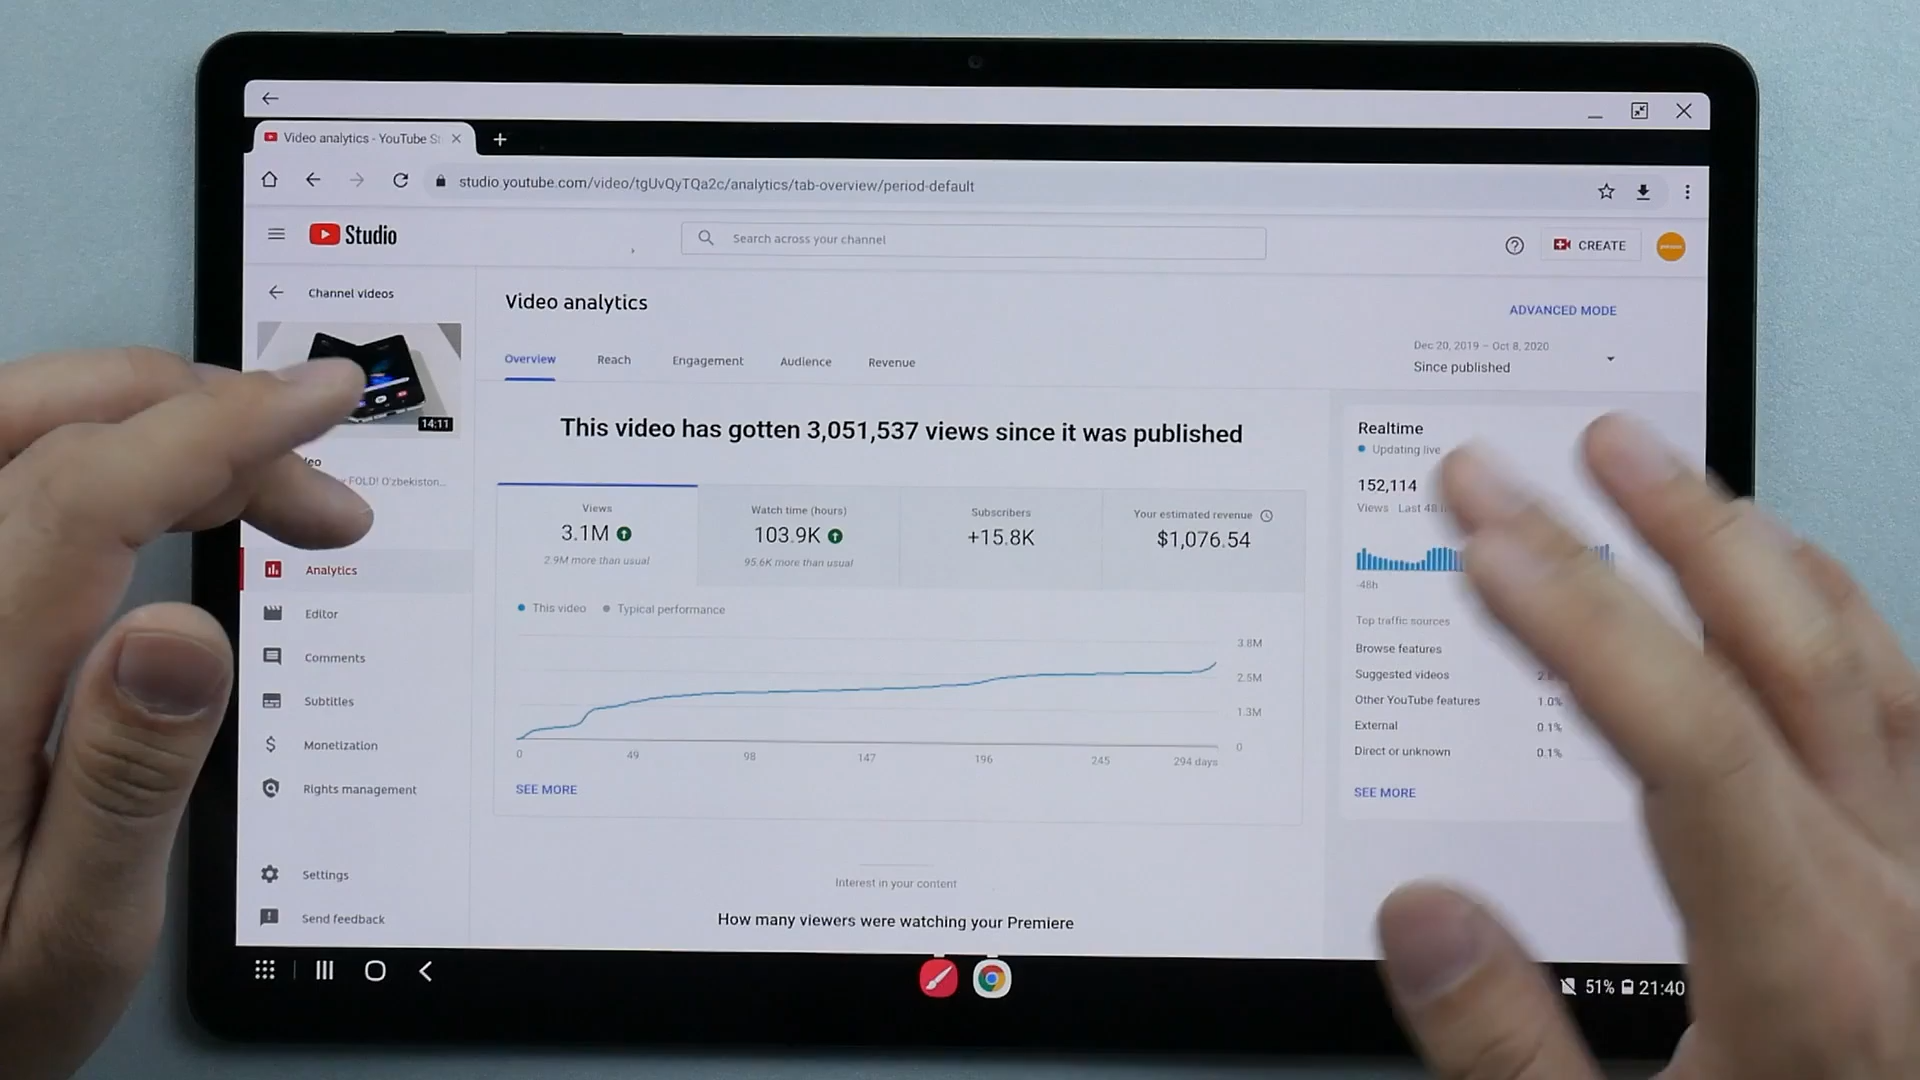 Video analytics - YouTube St
studio.youtube.com/video/tgUvQyTQa2c/analytics/tab-overview/period-default
Studio
Search across your channel
CREATE
Channel videos
14:11
FOLD! O'zbekiston...
Analytics
Editor
Comments
Subtitles
Monetization
Rights management
Settings
Send feedback
Video analytics
ADVANCED MODE
Overview Reach Engagement Audience Revenue
Dec 20, 2019 – Oct 8, 2020
Since published
This video has gotten 3,051,537 views since it was published
Views
3.1M
2.9M more than usual
Watch time (hours)
103.9K
95.6K more than usual
Subscribers
+15.8K
Your estimated revenue
$1,076.54
This video Typical performance
3.8M
2.5M
1.3M
0
0 49 98 147 196 245 294 days
SEE MORE
Interest in your content
How many viewers were watching your Premiere
Realtime
Updating live
152,114
Views Last 48
-48h
Top traffic sources
Browse features
Suggested videos
Other YouTube features 1.0%
External 0.1%
Direct or unknown 0.1%
SEE MORE
51% 21:40